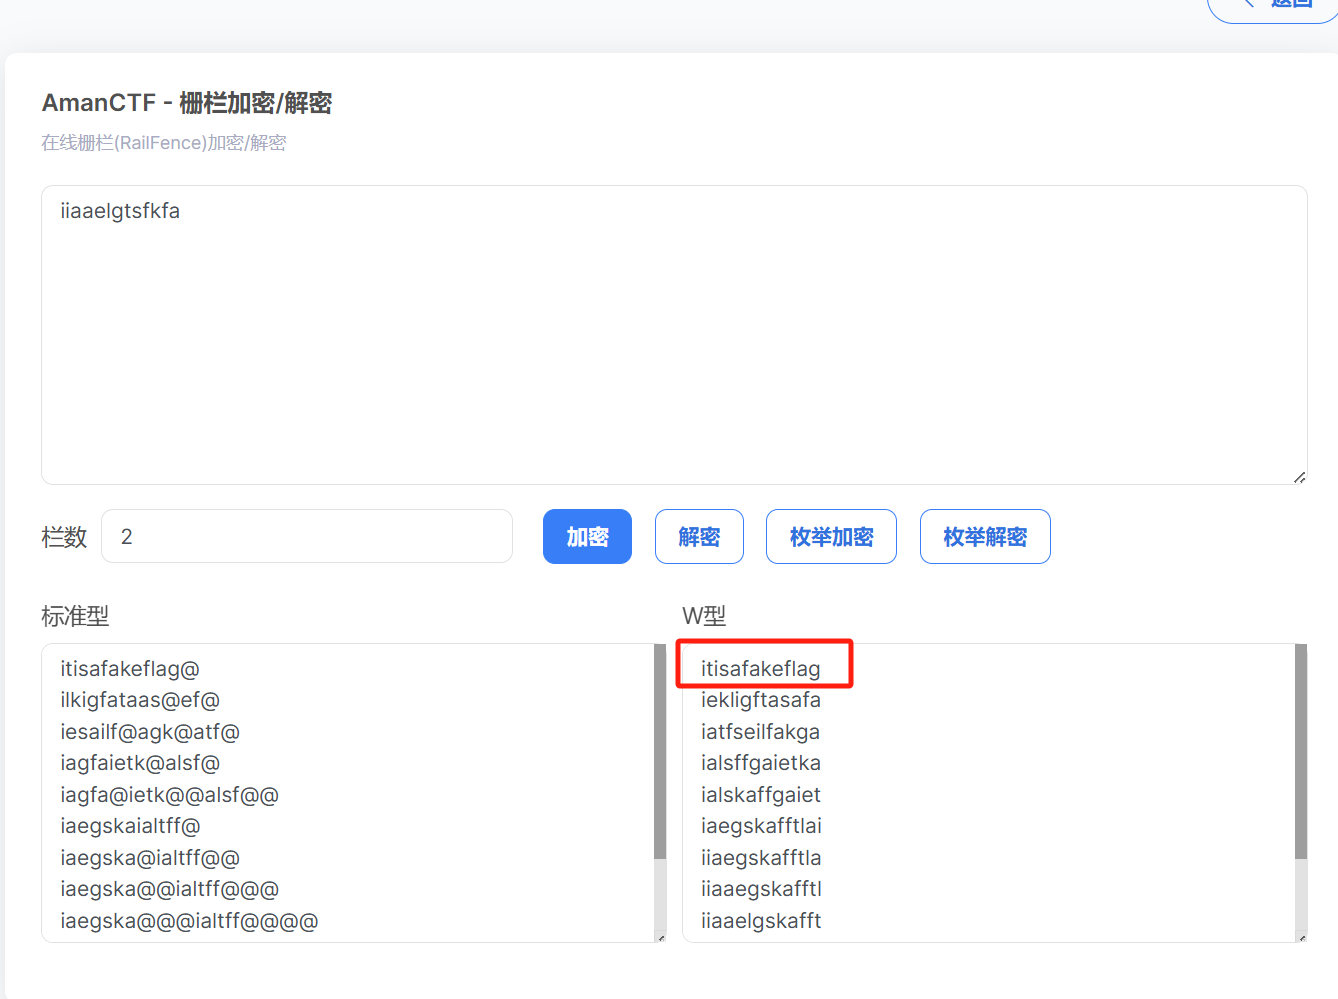 返回
AmanCTF - 栅栏加密/解密
在线栅栏(RailFence)加密/解密
iiaaelgtsfkfa
栏数 2 加密 解密 枚举加密 枚举解密
标准型
itisafakeflag@
ilkigfataas@ef@
iesailf@agk@atf@
iagfaietk@alsf@
iagfa@ietk@@alsf@@
iaegskaialtff@
iaegska@ialtff@@
iaegska@@ialtff@@@
iaegska@@@ialtff@@@@
W型
itisafakeflag
iekligftasafa
iatfseilfakga
ialsffgaietka
ialskaffgaiet
iaegskafftlai
iiaegskafftla
iiaaegskafftl
iiaaelgskafft